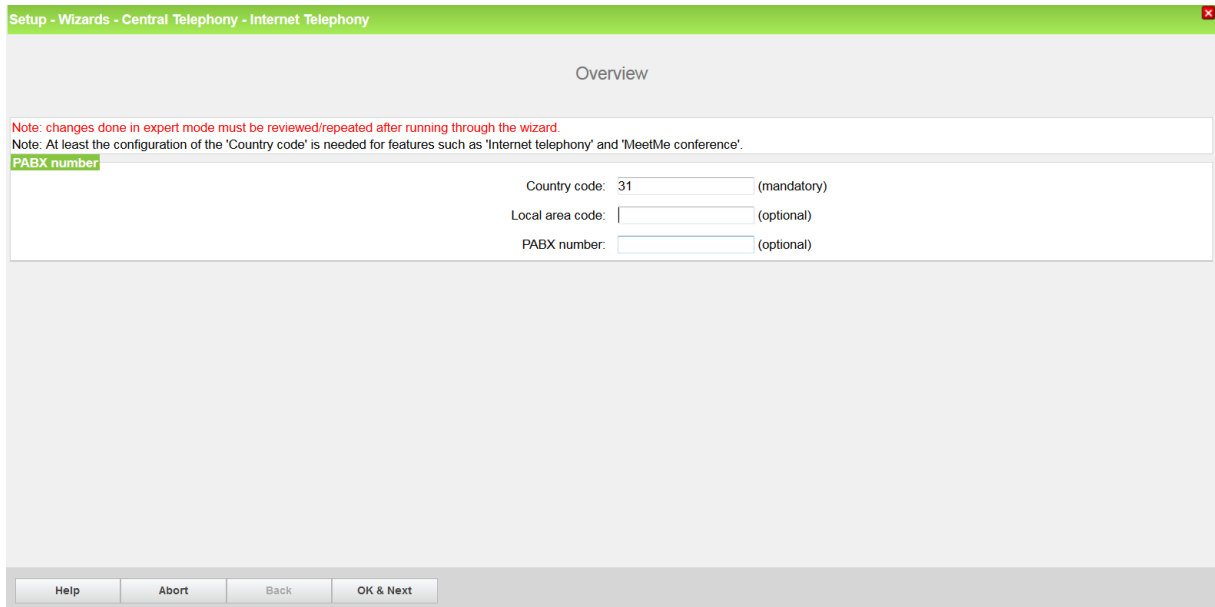 Setup - Wizards - Central Telephony - Internet Telephony
Overview
Note: changes done in expert mode must be reviewed/repeated after running through the wizard.
Note: At least the configuration of the 'Country code' is needed for features such as 'Internet telephony' and 'MeetMe conference'.
PABX number
Country code: 31 (mandatory)
Local area code: (optional)
PABX number: (optional)
Help Abort Back OK & Next